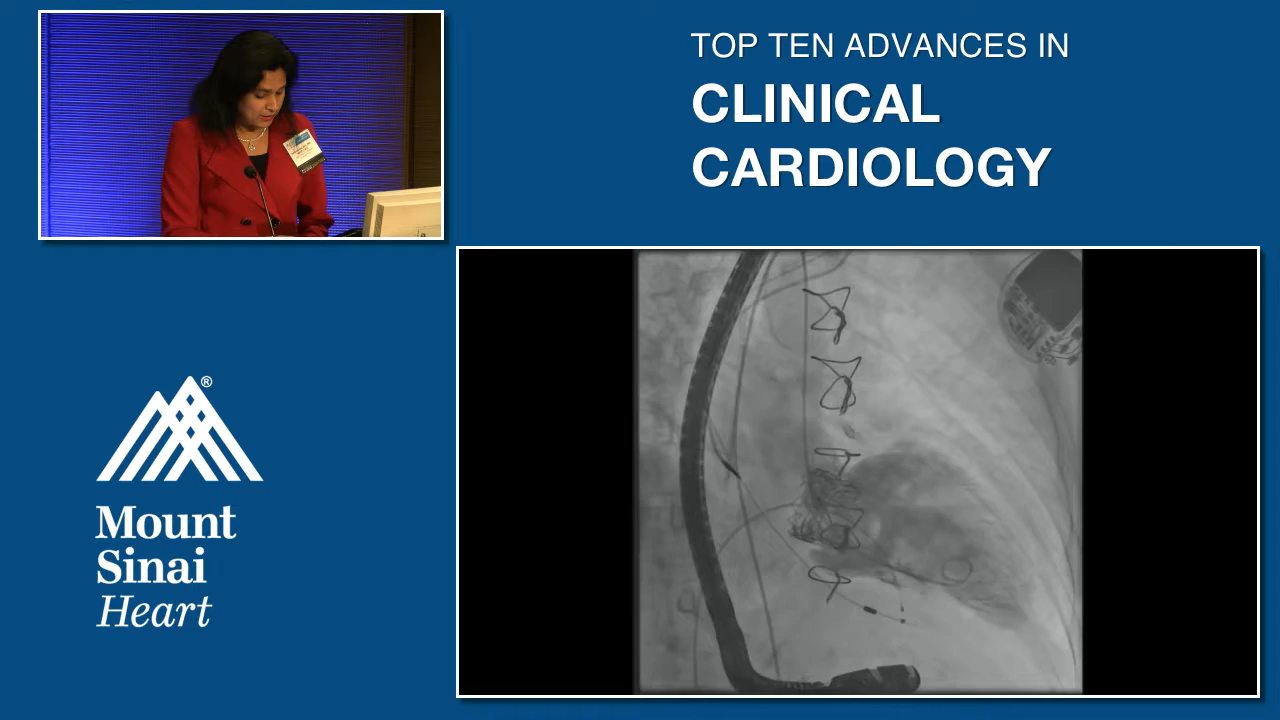 TOP TEN ADVANCES IN
CLINICAL
CARDIOLOGY
®
Mount
Sinai
Heart